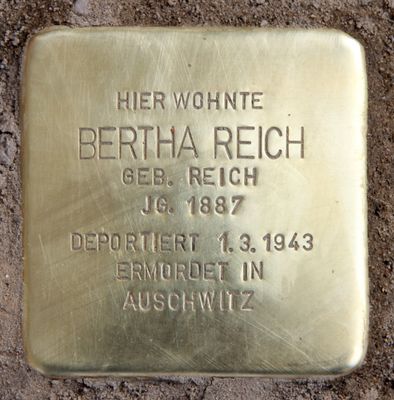 HIER WOHNTE
BERTHA REICH
GEB. REICH
JG. 1887
DEPORTIERT 1.3.1943
ERMORDET IN
AUSCHWITZ